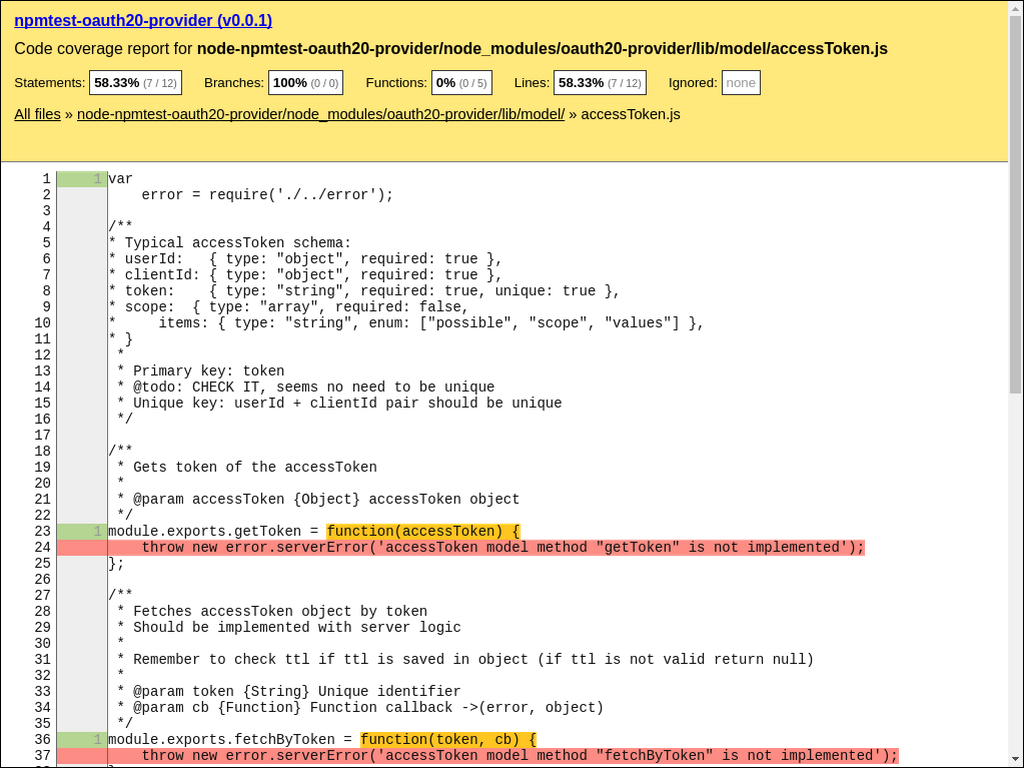 npmtest-oauth20-provider (v0.0.1)
Code coverage report for node-npmtest-oauth20-provider/node_modules/oauth20-provider/lib/model/accessToken.js
Statements: 58.33% (7 / 12) Branches: 100% (0 / 0) Functions: 0% (0 / 5) Lines: 58.33% (7 / 12) Ignored: none
All files » node-npmtest-oauth20-provider/node_modules/oauth20-provider/lib/model/ » accessToken.js
1 1 var
2     error = require('./../error');
3
4 /**
5 * Typical accessToken schema:
6 * userId:   { type: "object", required: true },
7 * clientId: { type: "object", required: true },
8 * token:    { type: "string", required: true, unique: true },
9 * scope:  { type: "array", required: false,
10 *     items: { type: "string", enum: ["possible", "scope", "values"] },
11 * }
12  *
13  * Primary key: token
14  * @todo: CHECK IT, seems no need to be unique
15  * Unique key: userId + clientId pair should be unique
16  */
17
18 /**
19  * Gets token of the accessToken
20  *
21  * @param accessToken {Object} accessToken object
22  */
23 1 module.exports.getToken = function(accessToken) {
24     throw new error.serverError('accessToken model method "getToken" is not implemented');
25 };
26
27 /**
28  * Fetches accessToken object by token
29  * Should be implemented with server logic
30  *
31  * Remember to check ttl if ttl is saved in object (if ttl is not valid return null)
32  *
33  * @param token {String} Unique identifier
34  * @param cb {Function} Function callback ->(error, object)
35  */
36 1 module.exports.fetchByToken = function(token, cb) {
37     throw new error.serverError('accessToken model method "fetchByToken" is not implemented');